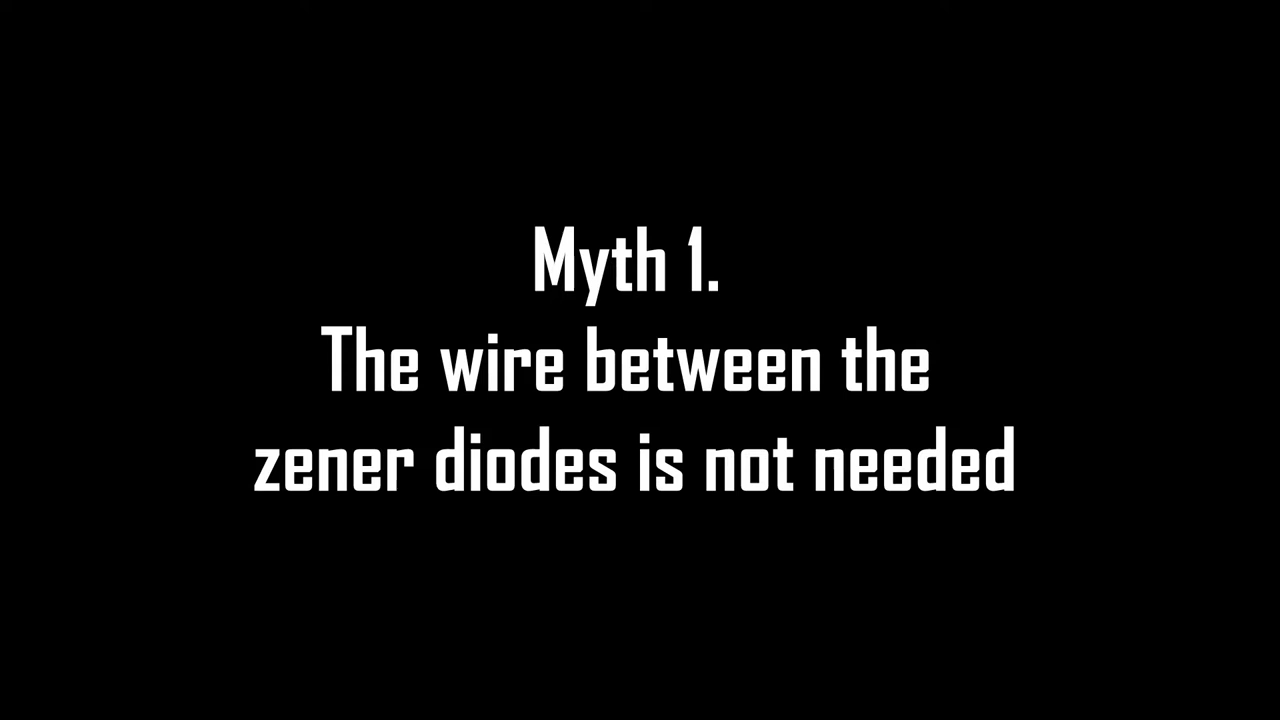 Myth 1.
The wire between the
zener diodes is not needed